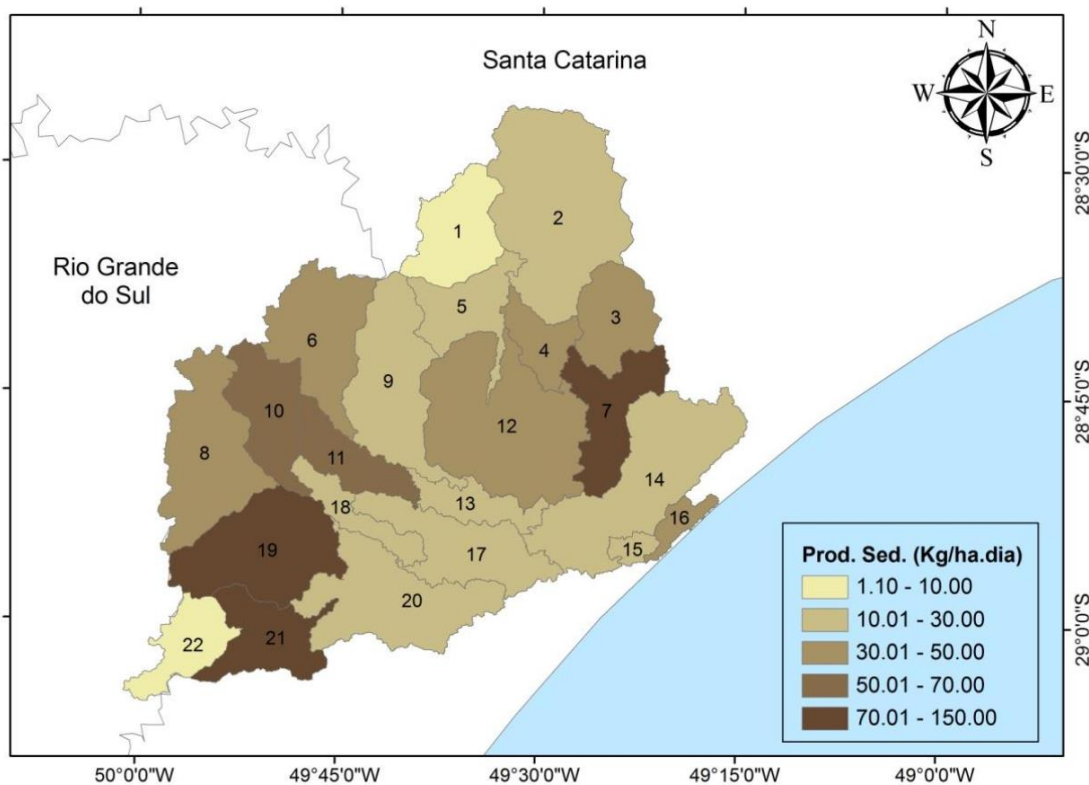 Santa Catarina
N
W
E
S
28°30'0"S
1
2
Rio Grande
do Sul
5
3
6
4
9
28°45'0"S
10
7
12
8
11
14
13
18
16
19
17
15
20
22
21
29°0'0"S
Prod. Sed. (Kg/ha.dia)
1.10 - 10.00
10.01 - 30.00
30.01 - 50.00
50.01 - 70.00
70.01 - 150.00
50°0'0"W
49°45'0"W
49°30'0"W
49°15'0"W
49°0'0"W